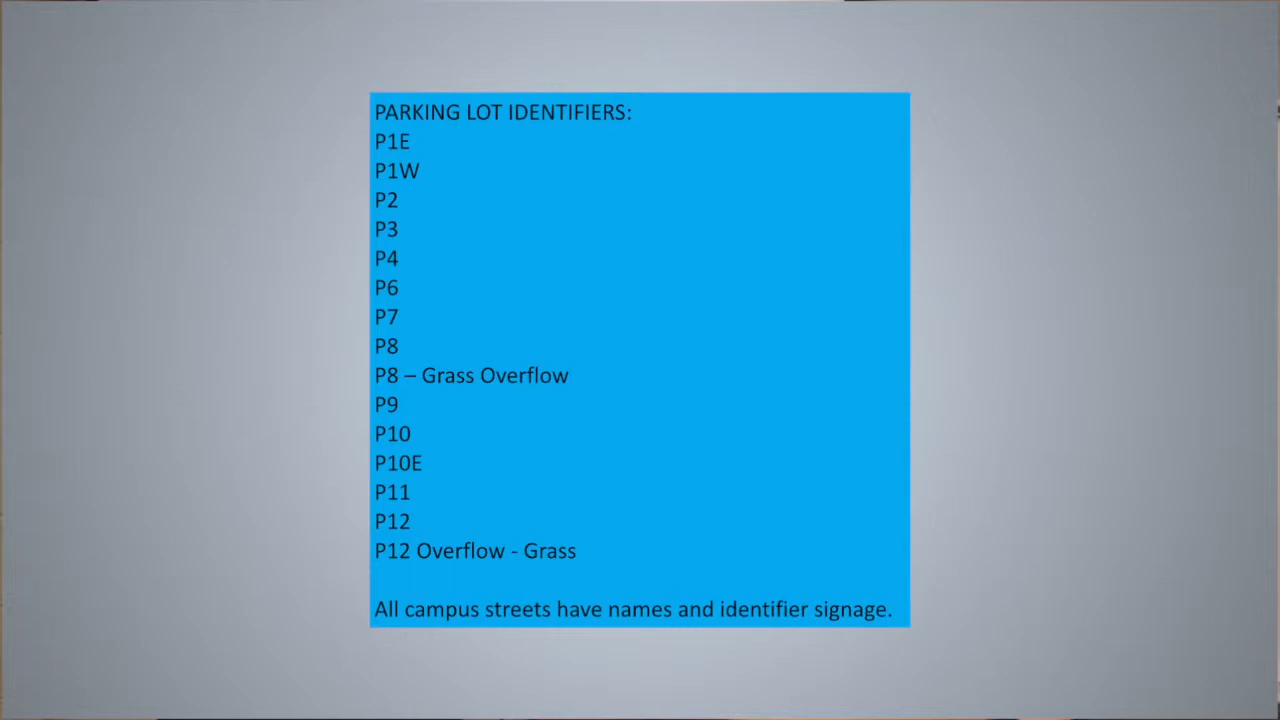 PARKING LOT IDENTIFIERS:
P1E
P1W
P2
P3
P4
P6
P7
P8
P8 – Grass Overflow
P9
P10
P10E
P11
P12
P12 Overflow - Grass
All campus streets have names and identifier signage.